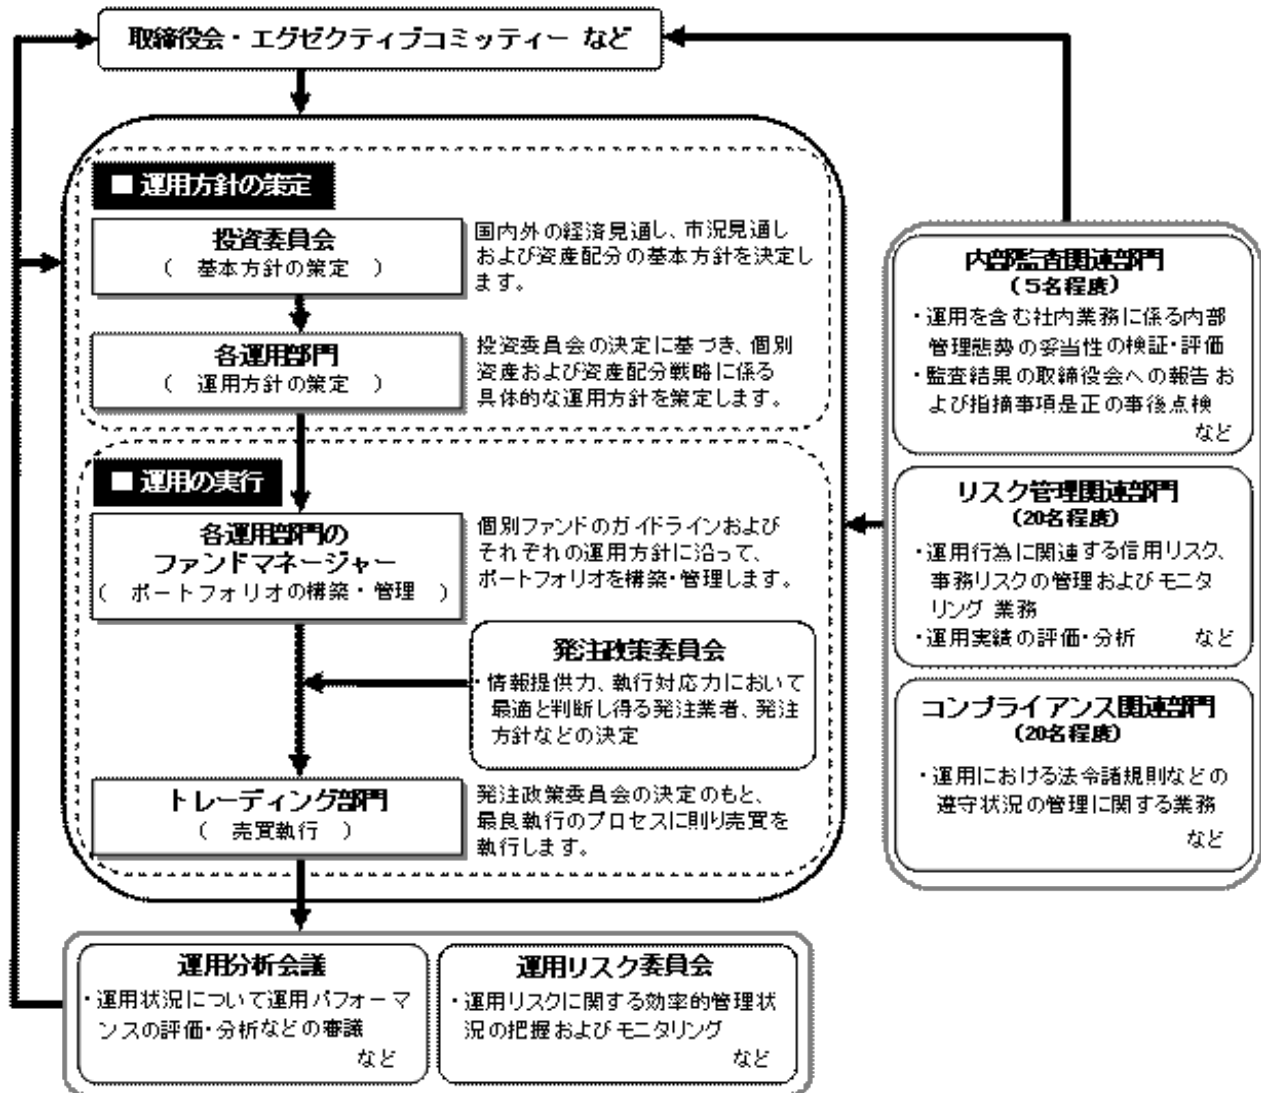 取締役会・エグゼクティブコミッティー など
■ 運用方針の策定
投資委員会
（ 基本方針の策定 ）
国内外の経済見通し、市況見通し
および資産配分の基本方針を決定し
ます。
各運用部門
（ 運用方針の策定 ）
投資委員会の決定に基づき、個別
資産および資産配分戦略に係る
具体的な運用方針を策定します。
■ 運用の実行
各運用部門の
ファンドマネージャー
（ ポートフォリオの構築・管理 ）
個別ファンドのガイドラインおよび
それぞれの運用方針に沿って、
ポートフォリオを構築・管理します。
発注政策委員会
・情報提供力、執行対応力において
最適と判断し得る発注業者、発注
方針などの決定
トレーディング部門
（ 売買執行 ）
発注政策委員会の決定のもと、
最良執行のプロセスに則り売買を
執行します。
内部監査関連部門
（５名程度）
・運用を含む社内業務に係る内部
管理態勢の妥当性の検証・評価
・監査結果の取締役会への報告 お
よび指摘事項是正の事後点検
など
リスク管理関連部門
（20名程度）
・運用行為に関連する信用リスク、
事務リスクの管理およびモニタ
リング 業務
・運用実績の評価・分析 など
コンプライアンス関連部門
（20名程度）
・運用における法令諸規則などの
遵守状況の管理に関する業務
など
運用分析会議
・運用状況について運用パフォーマ
ンスの評価・分析などの審議
など
運用リスク委員会
・運用リスクに関する効率的管理状
況の把握およびモニタリング
など